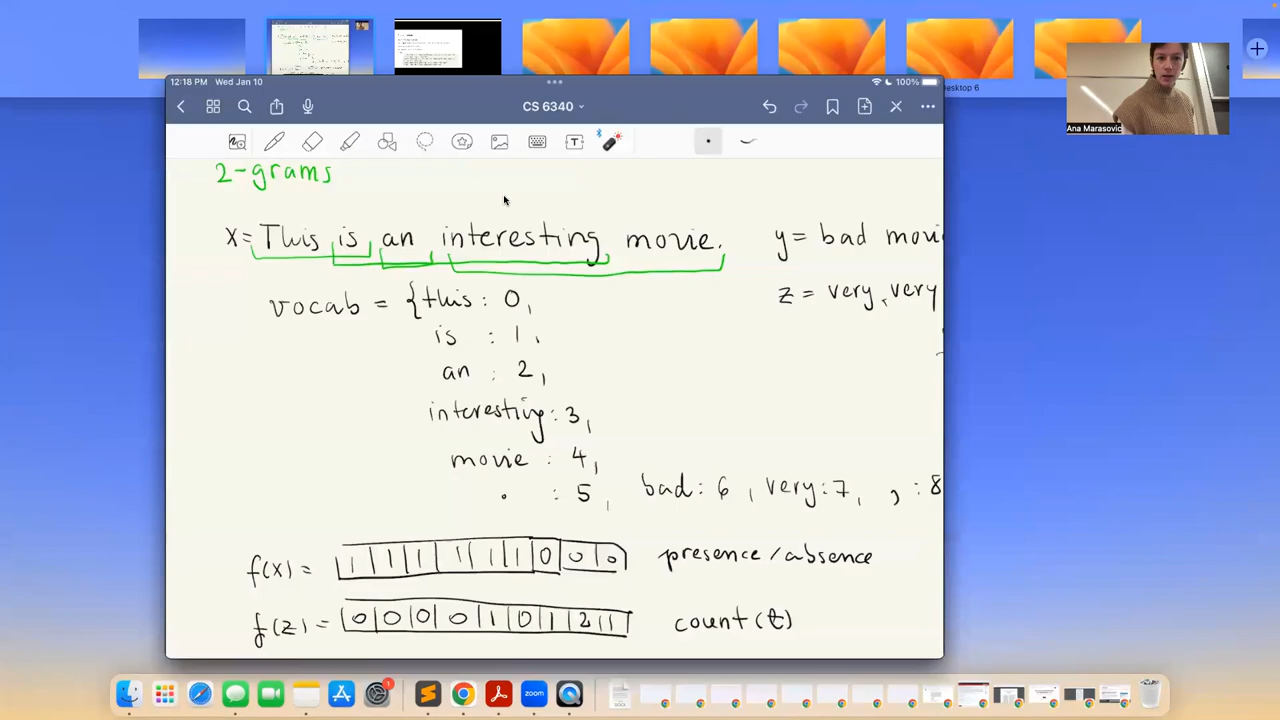 Desktop 6
Ana Marasovic
12:18 PM Wed Jan 10
100%
CS 6340
2-grams
x= This is an interesting movie.
y= bad movi
z = very, very
vocab = {this: 0,
is : 1,
an : 2,
interesting: 3,
movie : 4,
. : 5, bad: 6 , very: 7, , : 8
f(x) = 1 1 1 1 1 1 0 0 0 presence/absence
f(z) = 0 0 0 0 1 0 1 2 1 count(t)
zoom